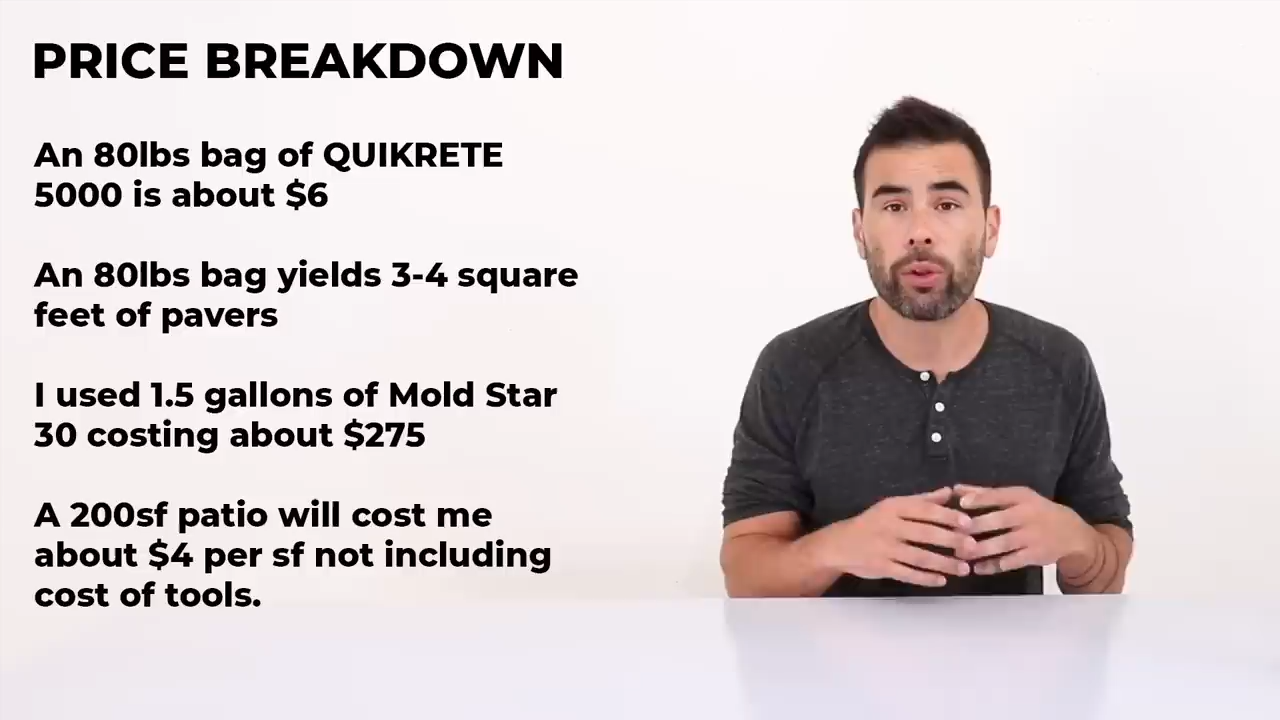 PRICE BREAKDOWN
An 80lbs bag of QUIKRETE
5000 is about $6
An 80lbs bag yields 3-4 square
feet of pavers
I used 1.5 gallons of Mold Star
30 costing about $275
A 200sf patio will cost me
about $4 per sf not including
cost of tools.